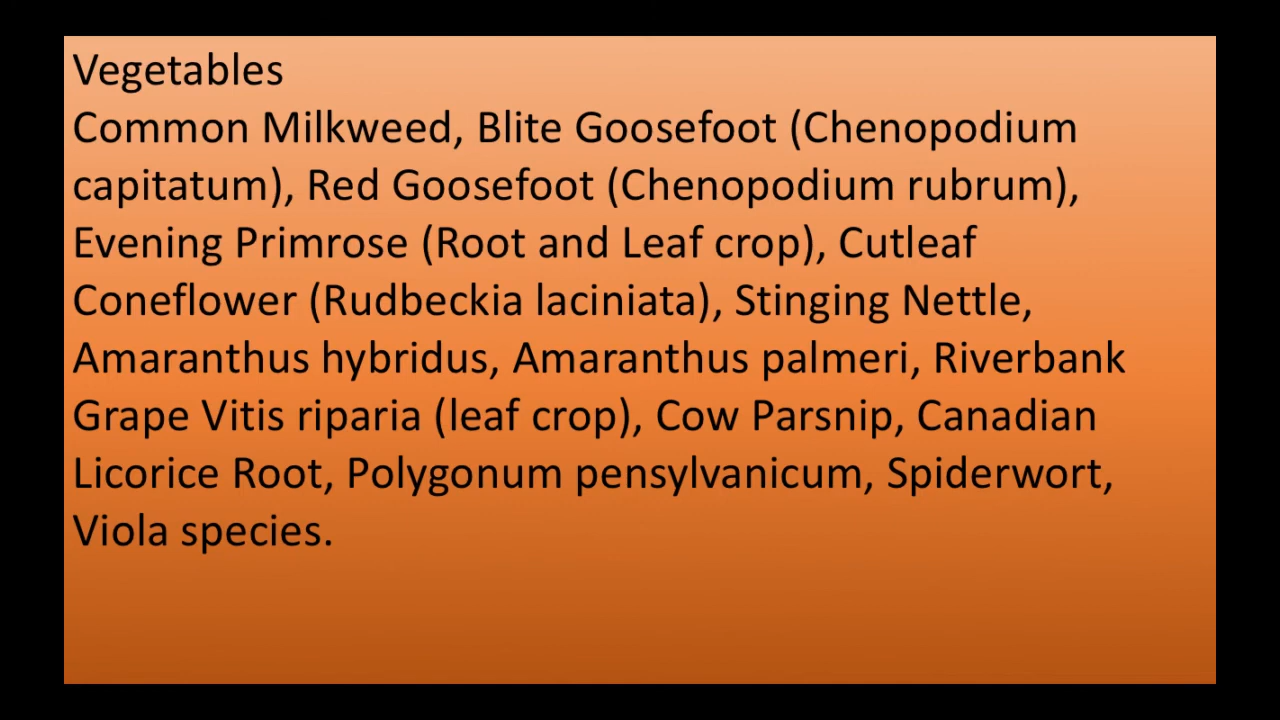 Vegetables
Common Milkweed, Blite Goosefoot (Chenopodium
capitatum), Red Goosefoot (Chenopodium rubrum),
Evening Primrose (Root and Leaf crop), Cutleaf
Coneflower (Rudbeckia laciniata), Stinging Nettle,
Amaranthus hybridus, Amaranthus palmeri, Riverbank
Grape Vitis riparia (leaf crop), Cow Parsnip, Canadian
Licorice Root, Polygonum pensylvanicum, Spiderwort,
Viola species.